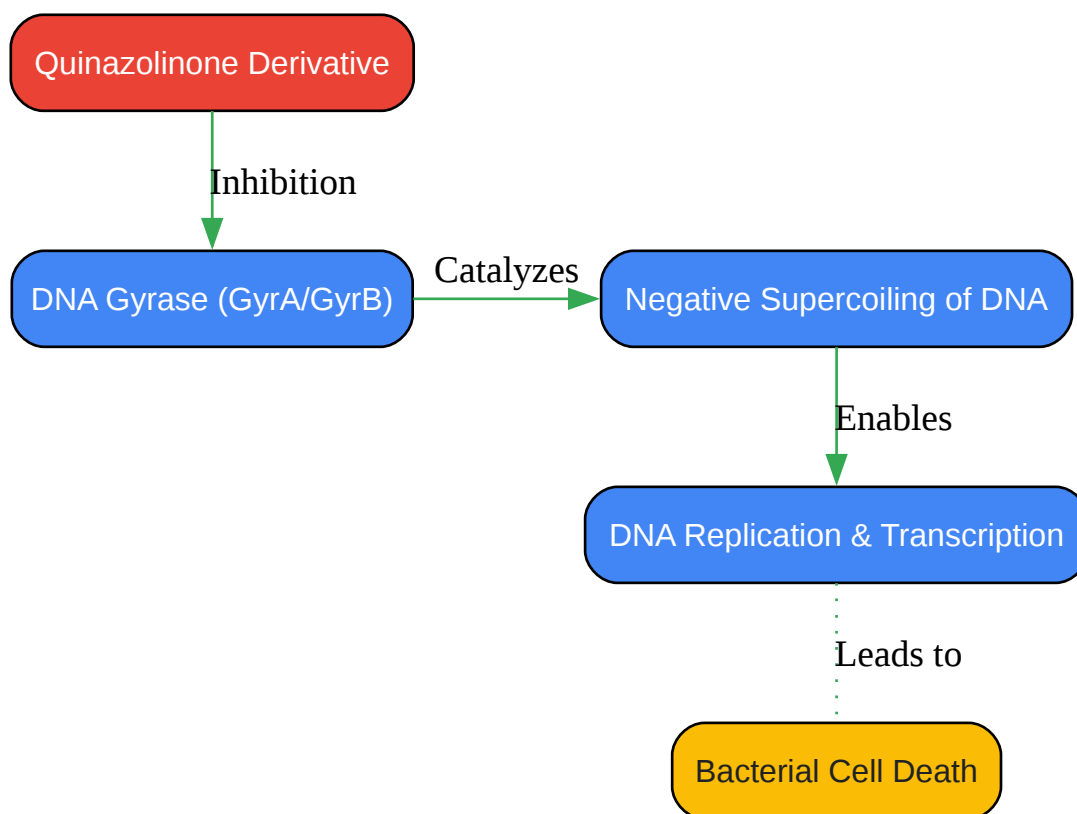 Quinazolinone Derivative
Inhibition
DNA Gyrase (GyrA/GyrB)
Catalyzes
Negative Supercoiling of DNA
Enables
DNA Replication & Transcription
Leads to
Bacterial Cell Death